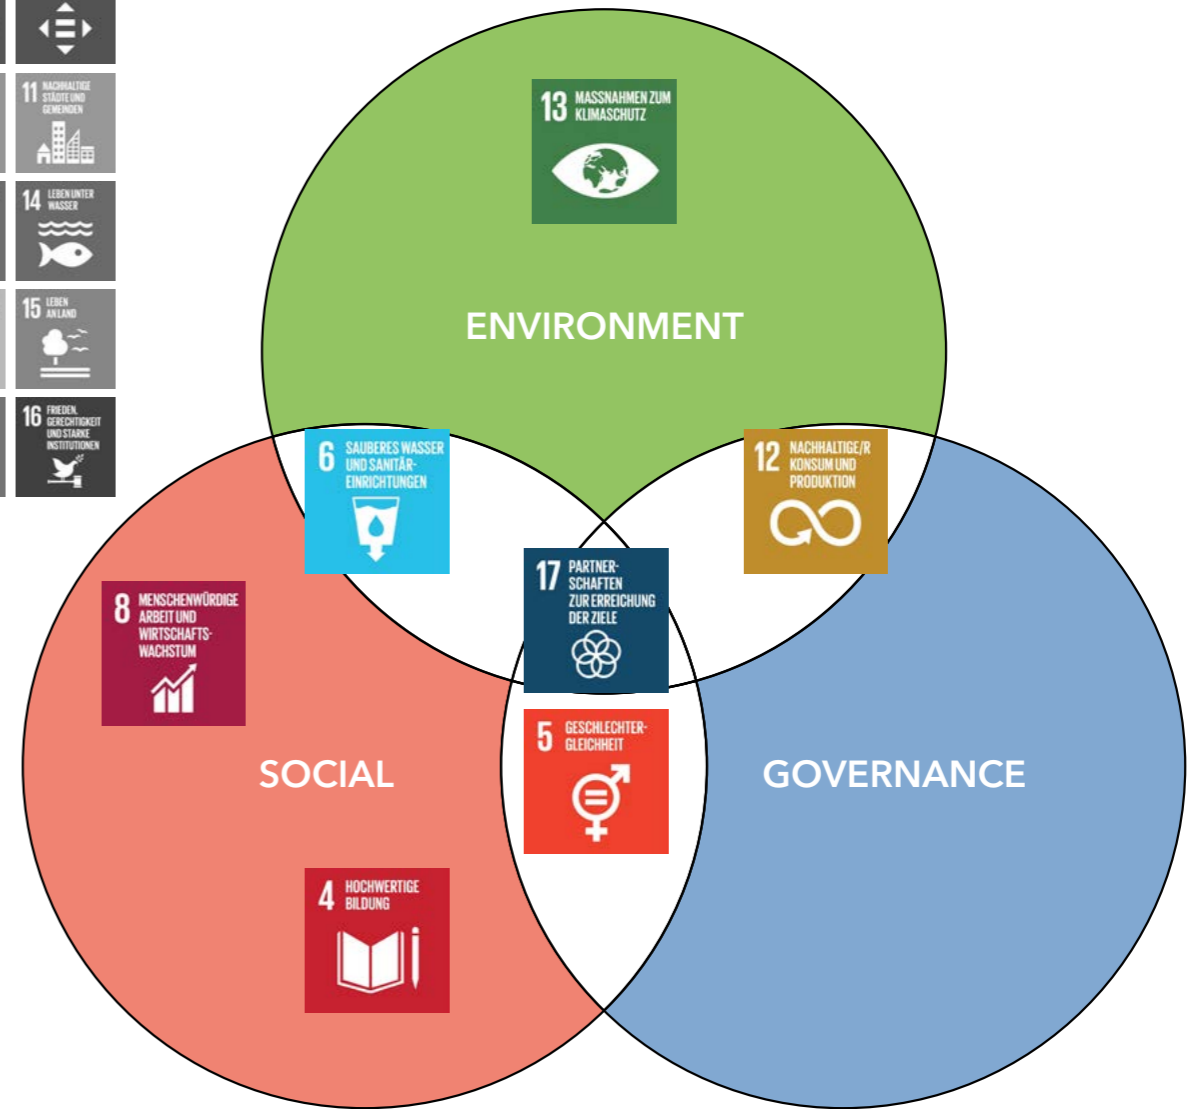 11 NACHHALTIGE
STÄDTE UND
GEMEINDEN
14 LEBEN UNTER
WASSER
15 LEBEN
AN LAND
16 FRIEDEN,
GERECHTIGKEIT
UND STARKE
INSTITUTIONEN
13 MASSNAHMEN ZUM
KLIMASCHUTZ
ENVIRONMENT
6 SAUBERES WASSER
UND SANITÄR-
EINRICHTUNGEN
12 NACHHALTIGE/R
KONSUM UND
PRODUKTION
17 PARTNER-
SCHAFTEN
ZUR ERREICHUNG
DER ZIELE
8 MENSCHENWÜRDIGE
ARBEIT UND
WIRTSCHAFTS-
WACHSTUM
5 GESCHLECHTER-
GLEICHHEIT
SOCIAL
GOVERNANCE
4 HOCHWERTIGE
BILDUNG